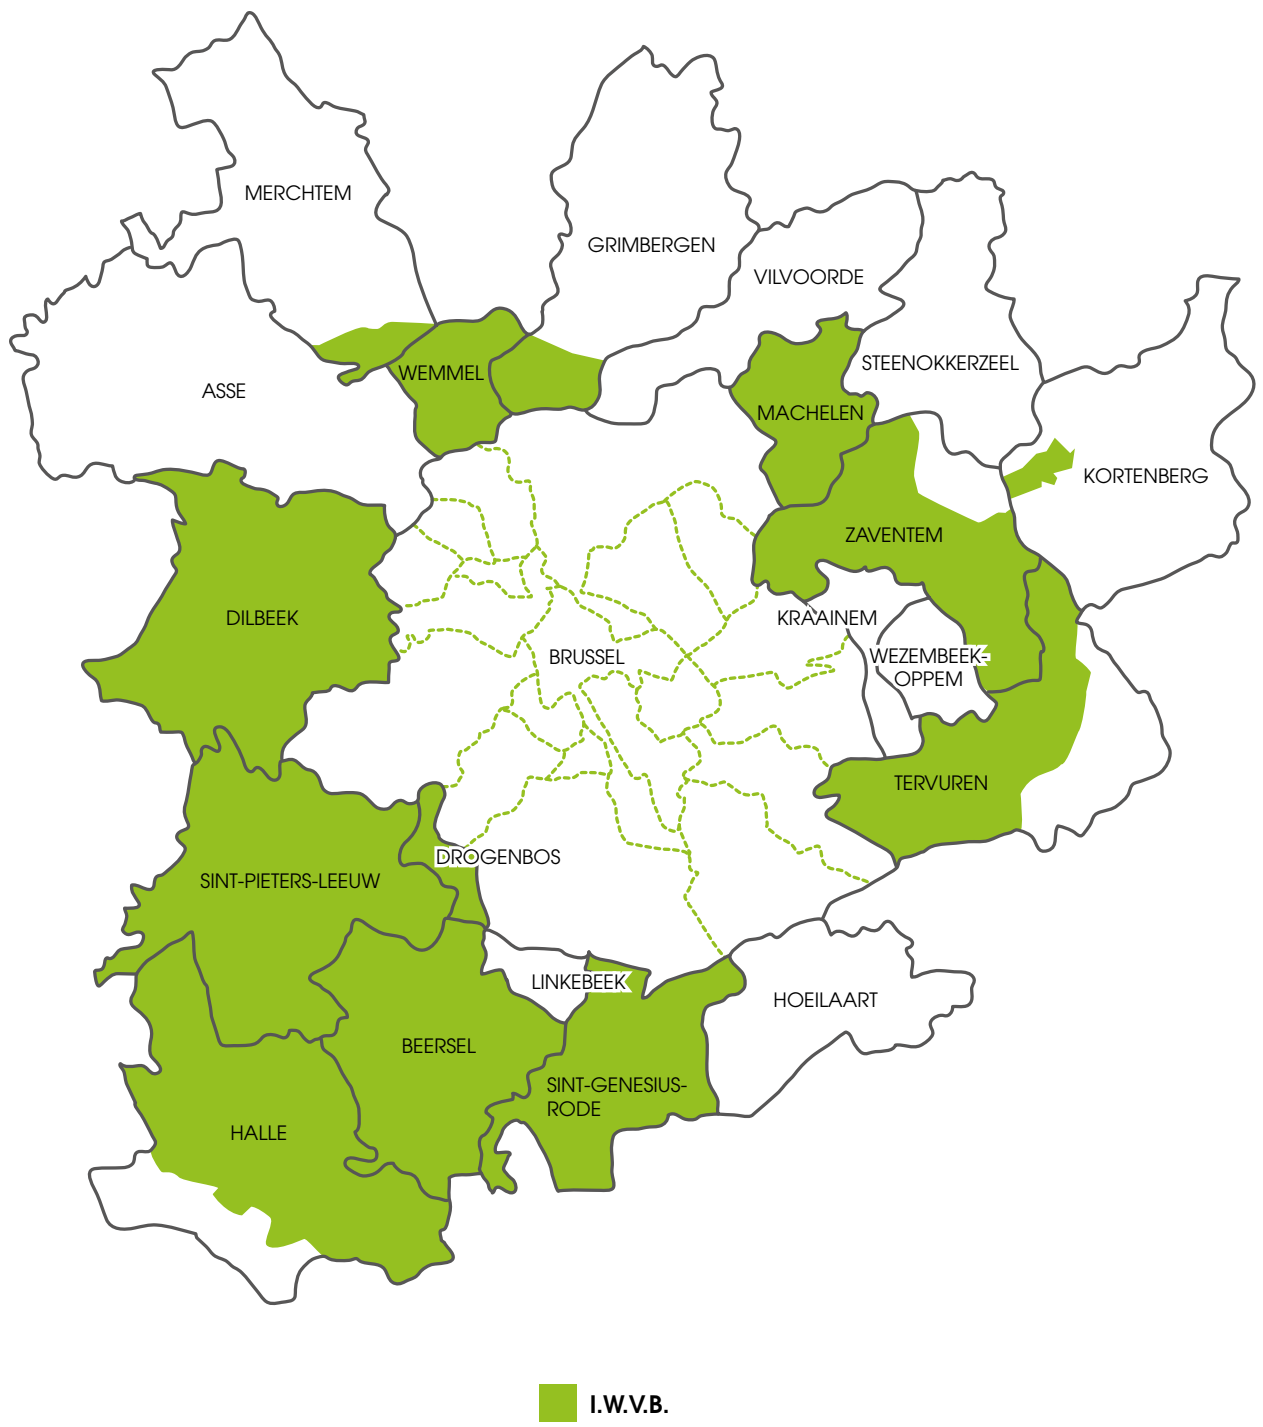 MERCHTEM
GRIMBERGEN
VILVOORDE
STEENOKKERZEEL
WEMMEL
ASSE
MACHELEN
KORTENBERG
ZAVENTEM
DILBEEK
KRAAINEM
BRUSSEL
WEZEMBEEK-
OPPEM
TERVUREN
DROGENBOS
SINT-PIETERS-LEEUW
LINKEBEEK
HOEILAART
BEERSEL
SINT-GENESIUS-
RODE
HALLE
I.W.V.B.